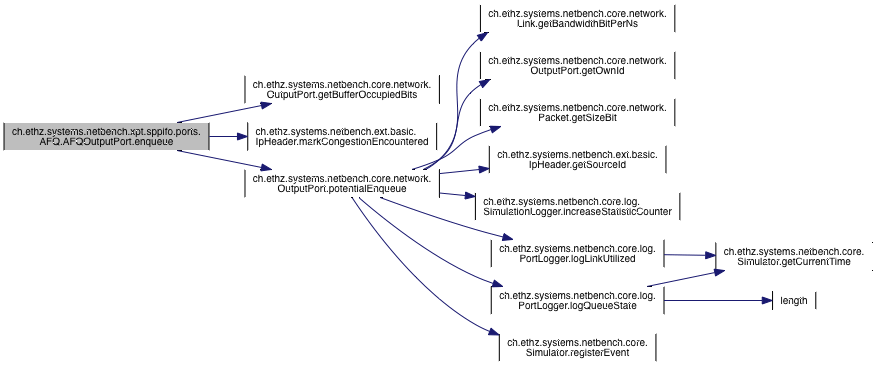 ch.ethz.systems.netbench.xpt.sppifo.ports.
AFQ.AFQOutputPort.enqueue
ch.ethz.systems.netbench.core.network.
OutputPort.getBufferOccupiedBits
ch.ethz.systems.netbench.ext.basic.
IpHeader.markCongestionEncountered
ch.ethz.systems.netbench.core.network.
OutputPort.potentialEnqueue
ch.ethz.systems.netbench.core.network.
Link.getBandwidthBitPerNs
ch.ethz.systems.netbench.core.network.
OutputPort.getOwnId
ch.ethz.systems.netbench.core.network.
Packet.getSizeBit
ch.ethz.systems.netbench.ext.basic.
IpHeader.getSourceId
ch.ethz.systems.netbench.core.log.
SimulationLogger.increaseStatisticCounter
ch.ethz.systems.netbench.core.log.
PortLogger.logLinkUtilized
ch.ethz.systems.netbench.core.log.
PortLogger.logQueueState
ch.ethz.systems.netbench.core.
Simulator.registerEvent
ch.ethz.systems.netbench.core.
Simulator.getCurrentTime
length